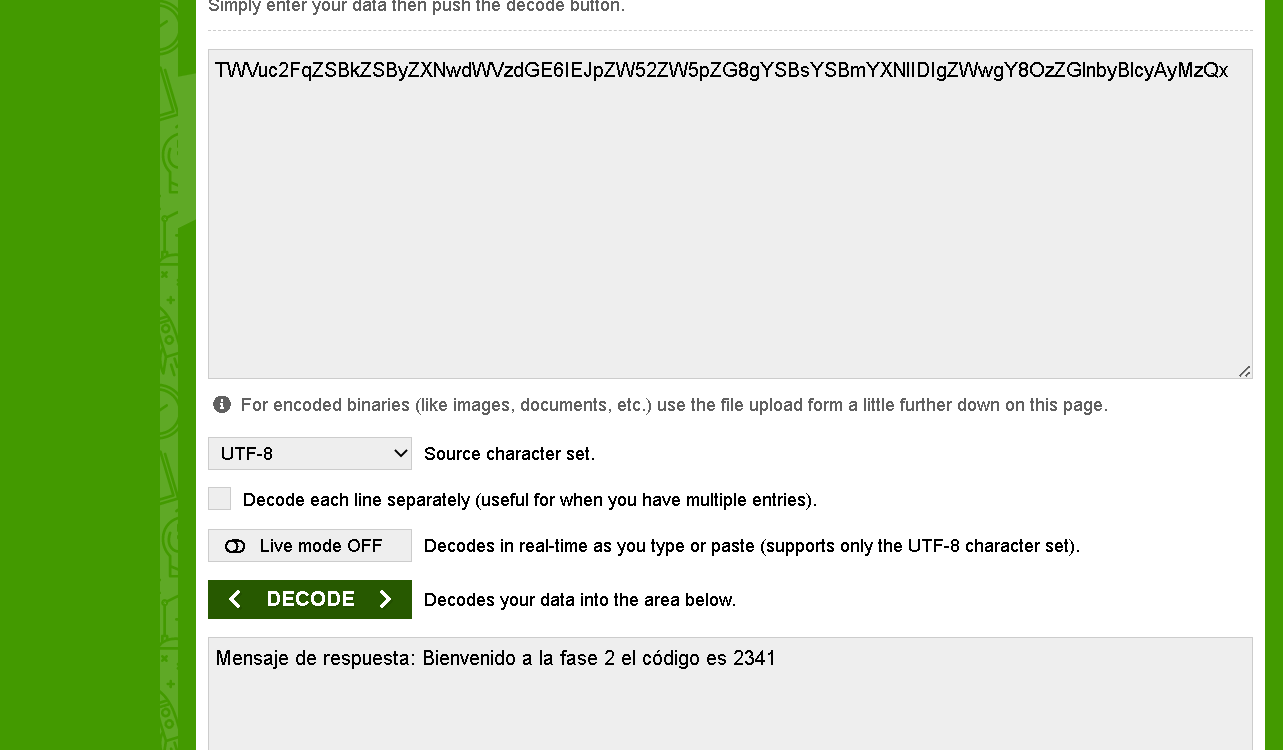 Simply enter your data then push the decode button.
TWVuc2FqZSBkZSByZXNwdWVzdGE6IEJpZW52ZW5pZG8gYSBsYSBmYXNlIDIgZWwgY8OzZGlnbyBlcyAyMzQx
For encoded binaries (like images, documents, etc.) use the file upload form a little further down on this page.
UTF-8 Source character set.
Decode each line separately (useful for when you have multiple entries).
Live mode OFF Decodes in real-time as you type or paste (supports only the UTF-8 character set).
DECODE Decodes your data into the area below.
Mensaje de respuesta: Bienvenido a la fase 2 el código es 2341